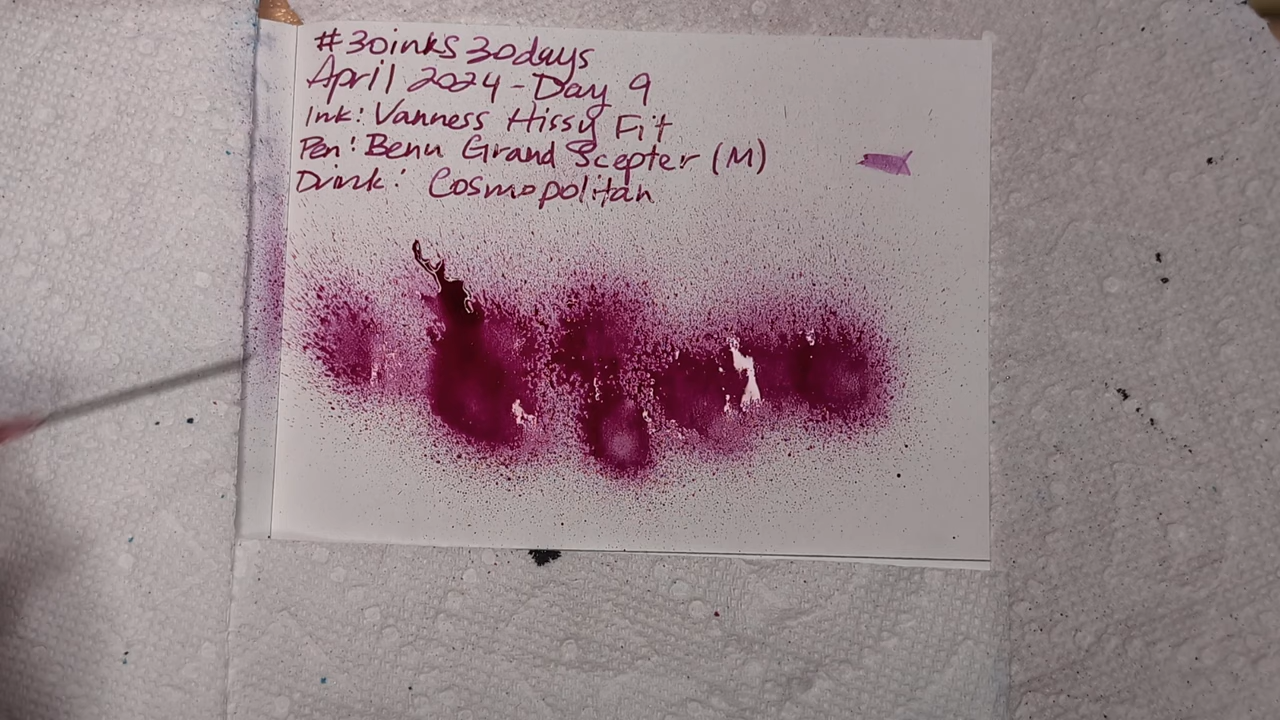 #30inks30days
April 2024 - Day 9
Ink: Vanness Hissy Fit
Pen: Benu Grand Scepter (M)
Drink: Cosmopolitan